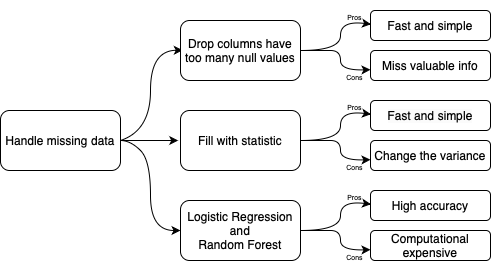 Handle missing data
Drop columns have
too many null values
Pros
Fast and simple
Cons
Miss valuable info
Fill with statistic
Pros
Fast and simple
Cons
Change the variance
Logistic Regression
and
Random Forest
Pros
High accuracy
Cons
Computational
expensive